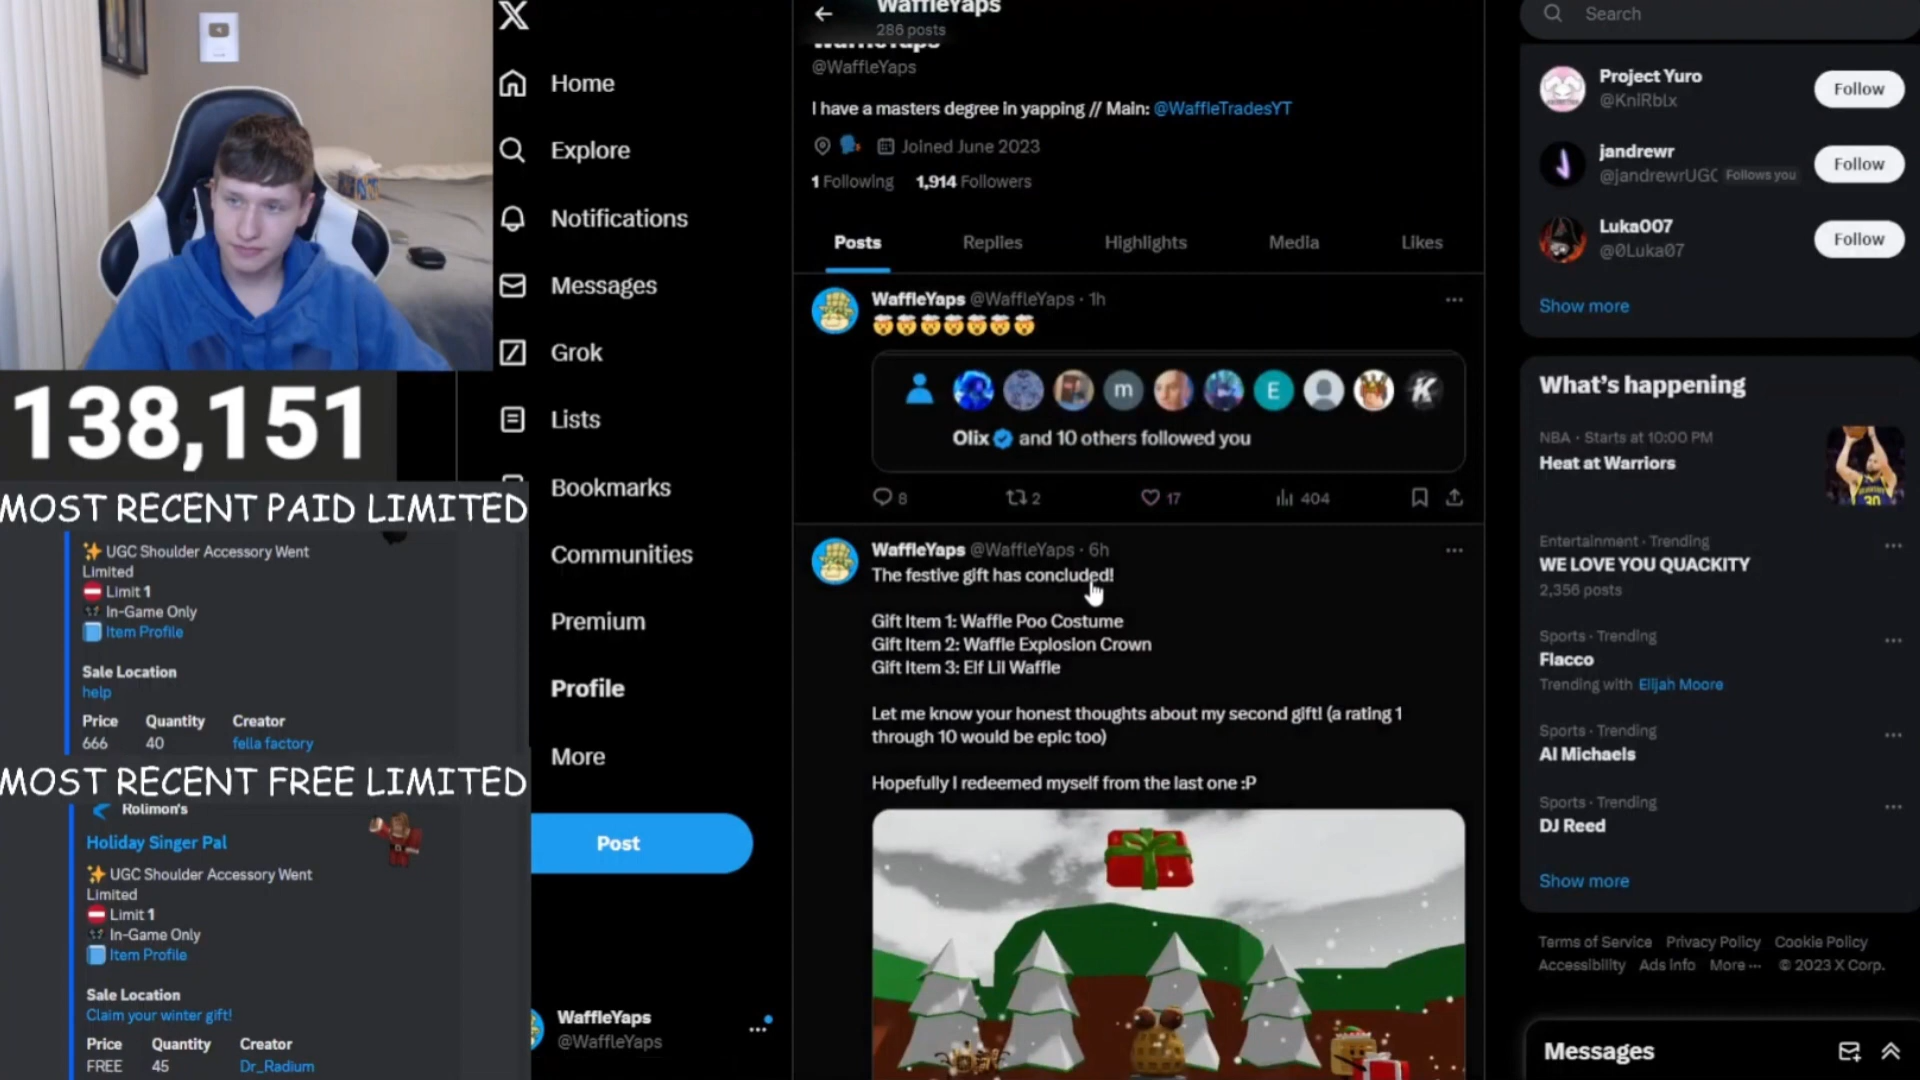 138,151
MOST RECENT PAID LIMITED
✨ UGC Shoulder Accessory Went
Limited
⛔ Limit 1
In-Game Only
Item Profile
Sale Location
help
Price Quantity Creator
666 40 fella factory
MOST RECENT FREE LIMITED
Rolimon's
Holiday Singer Pal
✨ UGC Shoulder Accessory Went
Limited
⛔ Limit 1
In-Game Only
Item Profile
Sale Location
Claim your winter gift!
Price Quantity Creator
FREE 45 Dr_Radium
X
Home
Explore
Notifications
Messages
Grok
Lists
Bookmarks
Communities
Premium
Profile
More
Post
WaffleYaps
@WaffleYaps
WaffleYaps
286 posts
WaffleYaps
@WaffleYaps
I have a masters degree in yapping // Main: @WaffleTradesYT
Joined June 2023
1 Following 1,914 Followers
Posts Replies Highlights Media Likes
WaffleYaps @WaffleYaps · 1h
🤯🤯🤯🤯🤯🤯🤯
m E K
Olix and 10 others followed you
8 2 17 404
WaffleYaps @WaffleYaps · 6h
The festive gift has concluded!
Gift Item 1: Waffle Poo Costume
Gift Item 2: Waffle Explosion Crown
Gift Item 3: Elf Lil Waffle
Let me know your honest thoughts about my second gift! (a rating 1
through 10 would be epic too)
Hopefully I redeemed myself from the last one :P
Search
Project Yuro
@KniRblx
Follow
jandrewr
@jandrewrUGC Follows you
Follow
Luka007
@0Luka07
Follow
Show more
What's happening
NBA · Starts at 10:00 PM
Heat at Warriors
30
Entertainment · Trending
WE LOVE YOU QUACKITY
2,356 posts
Sports · Trending
Flacco
Trending with Elijah Moore
Sports · Trending
Al Michaels
Sports · Trending
DJ Reed
Show more
Terms of Service Privacy Policy Cookie Policy
Accessibility Ads info More ··· © 2023 X Corp.
Messages